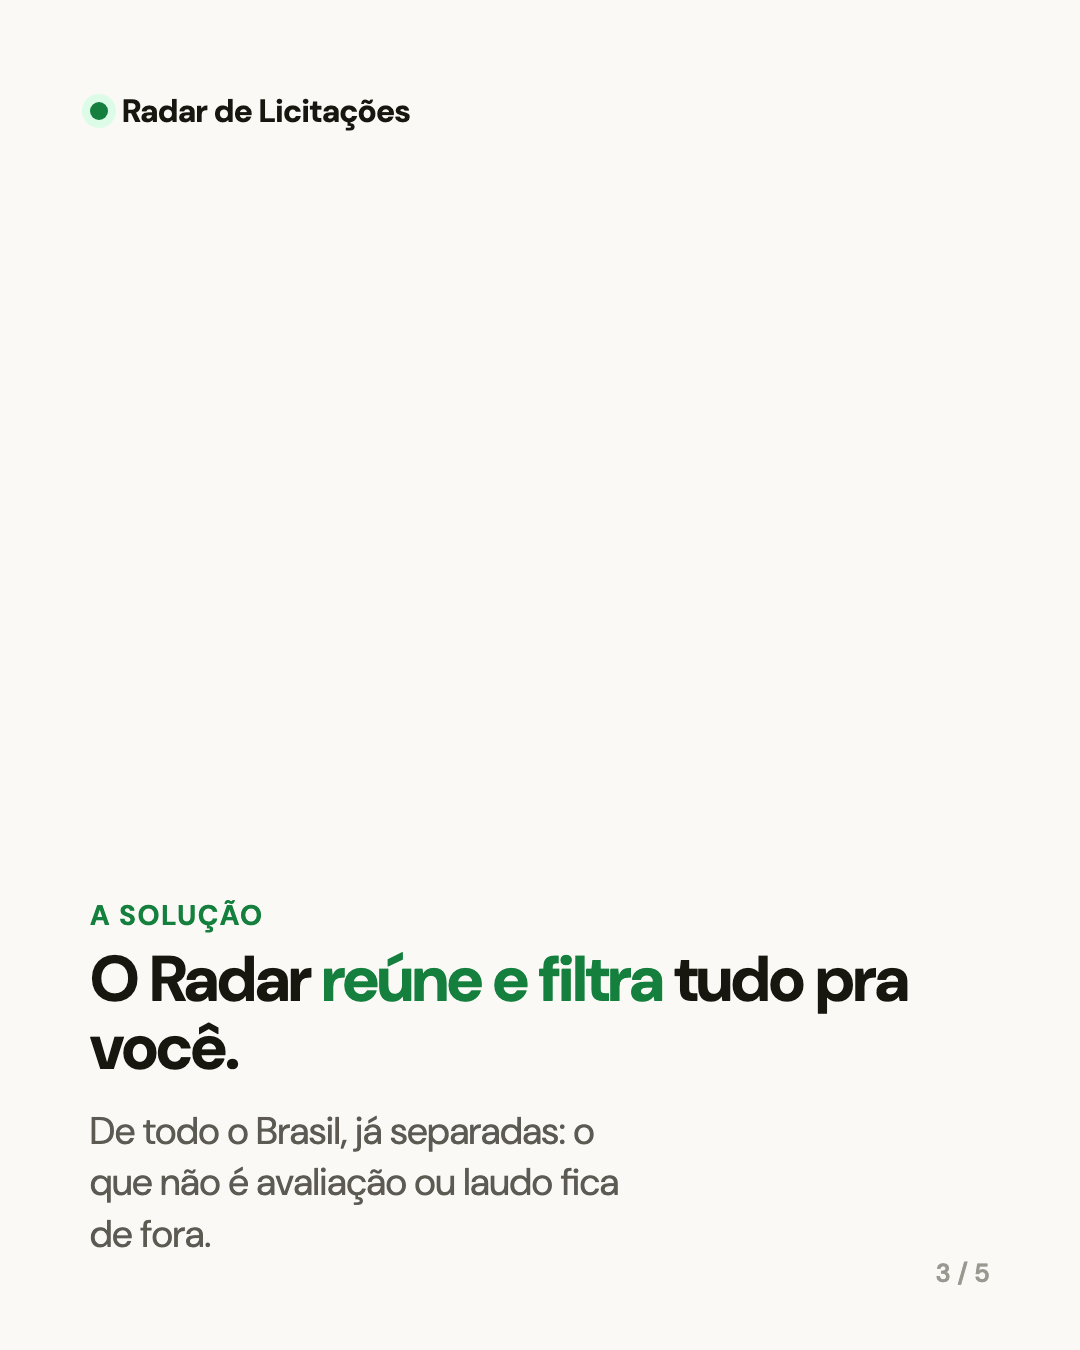 Radar de Licitações
A SOLUÇÃO
O Radar reúne e filtra tudo pra
você.
De todo o Brasil, já separadas: o
que não é avaliação ou laudo fica
de fora.
3 / 5